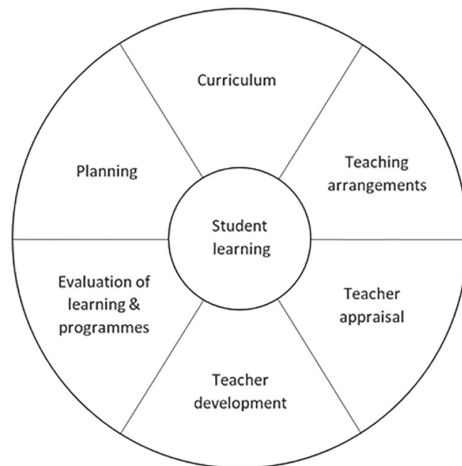 Curriculum
Teaching
arrangements
Teacher
appraisal
Teacher
development
Evaluation of
learning &
programmes
Planning
Student
learning